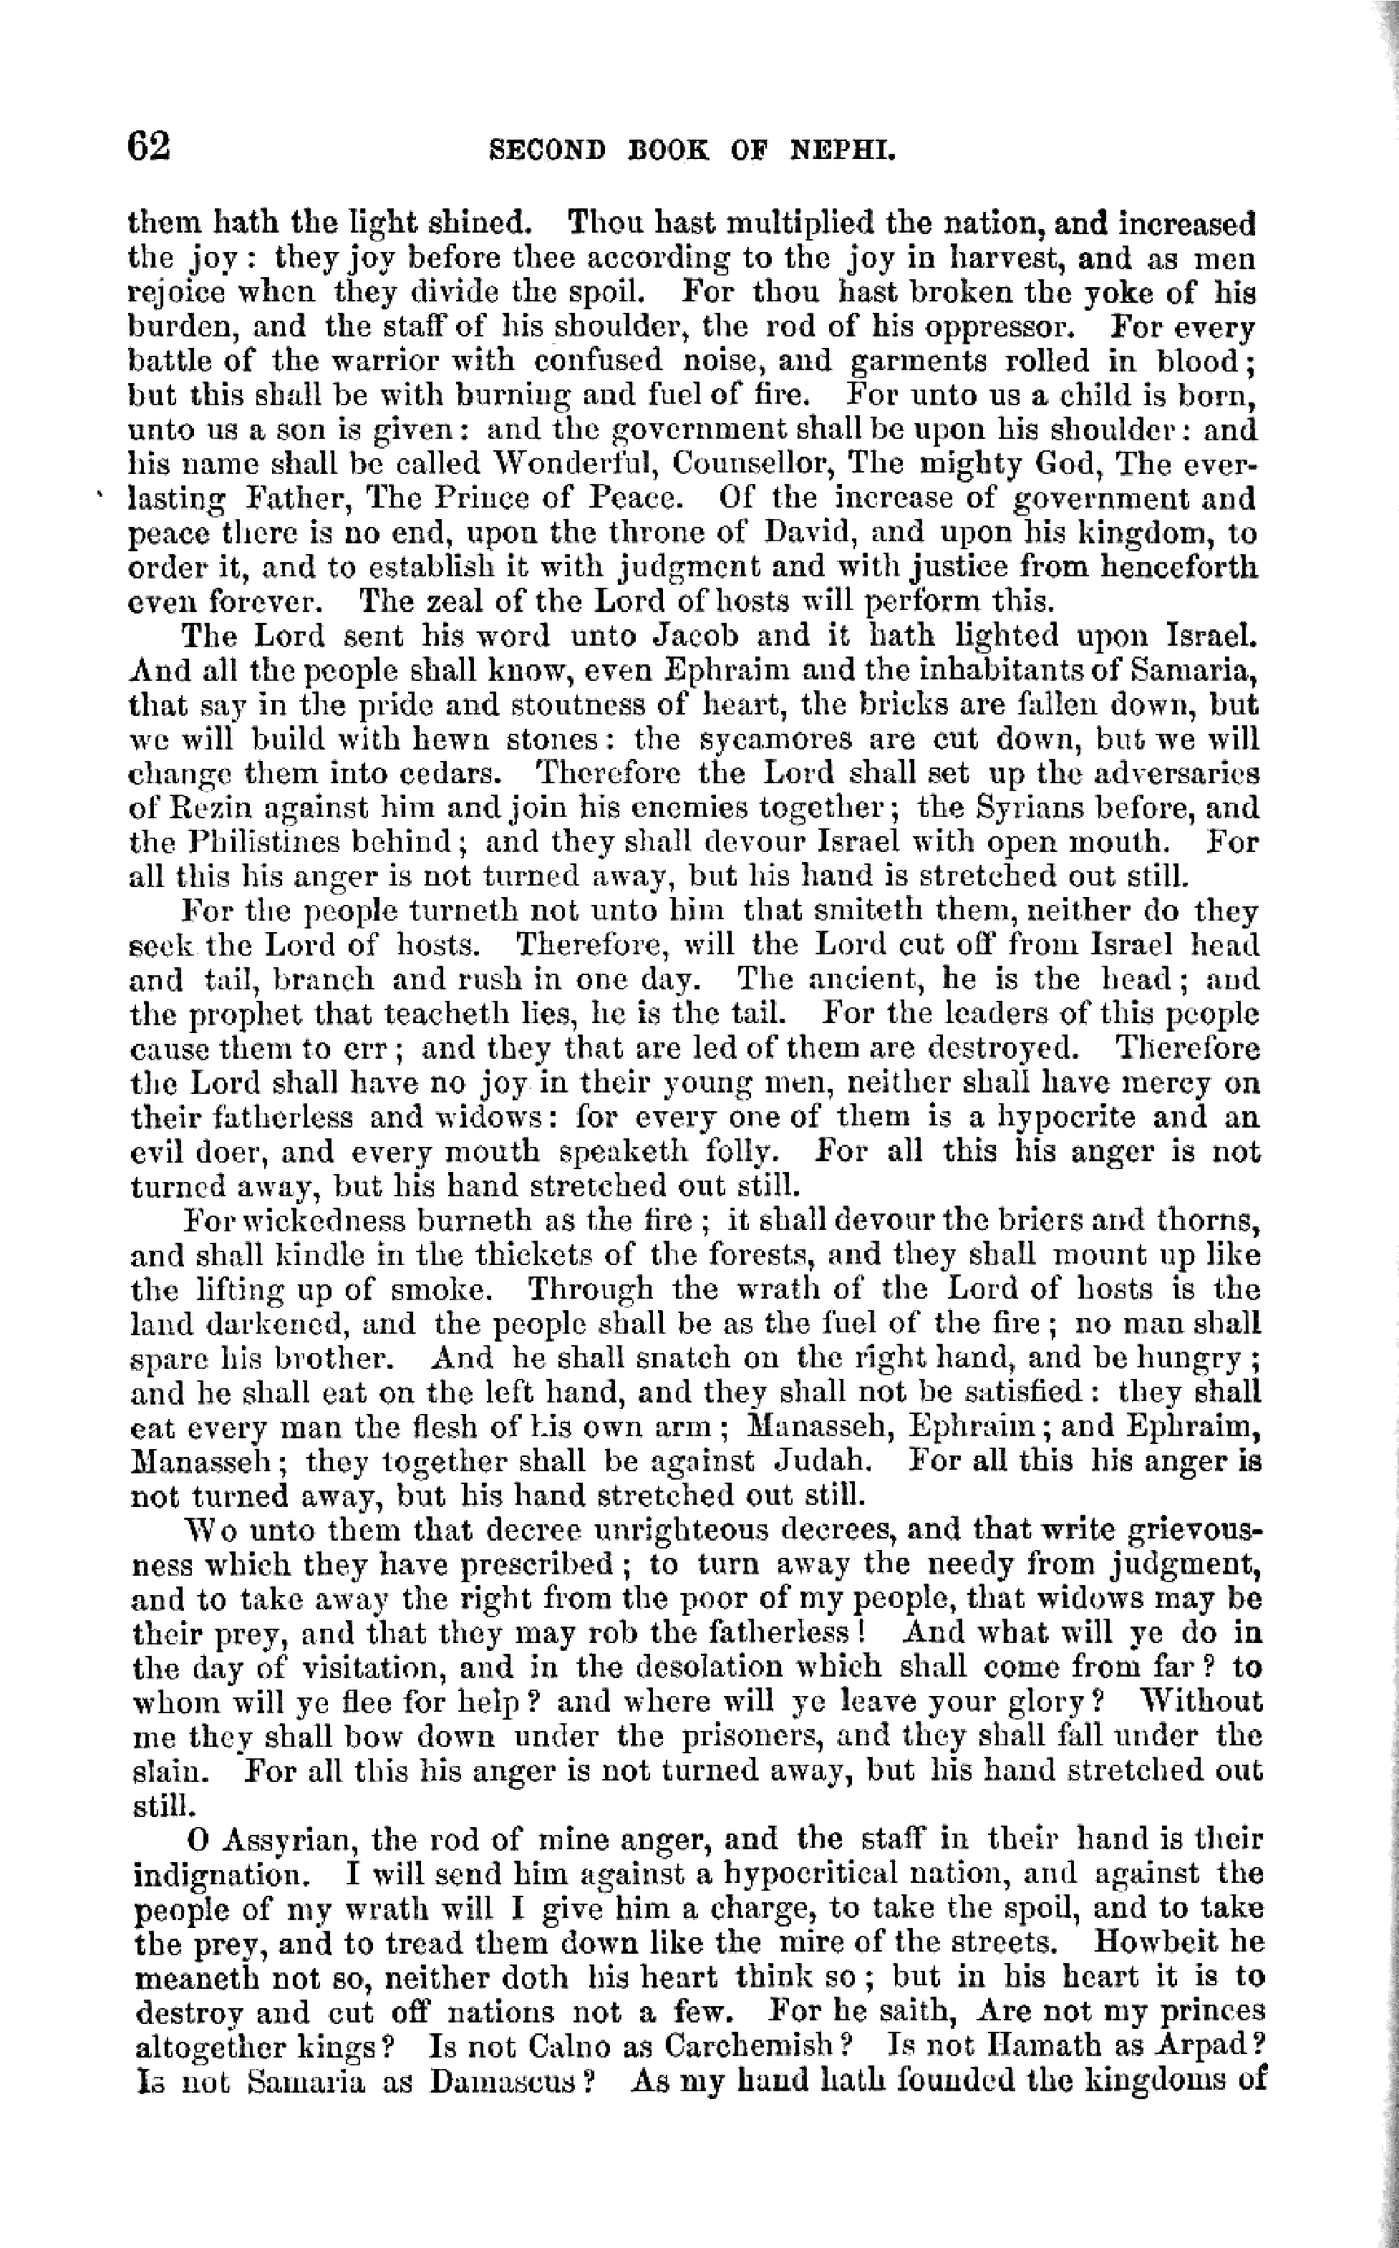 62 SECOND BOOK OF NEPHI.
them hath the light shined. Thou hast multiplied the nation, and increased
the joy: they joy before thee according to the joy in harvest, and as men
rejoice when they divide the spoil. For thou hast broken the yoke of his
burden, and the staff of his shoulder, the rod of his oppressor. For every
battle of the warrior with confused noise, and garments rolled in blood;
but this shall be with burning and fuel of fire. For unto us a child is born,
unto us a son is given: and the government shall be upon his shoulder: and
his name shall be called Wonderful, Counsellor, The mighty God, The ever-
lasting Father, The Prince of Peace. Of the increase of government and
peace there is no end, upon the throne of David, and upon his kingdom, to
order it, and to establish it with judgment and with justice from henceforth
even forever. The zeal of the Lord of hosts will perform this.
The Lord sent his word unto Jacob and it hath lighted upon Israel.
And all the people shall know, even Ephraim and the inhabitants of Samaria,
that say in the pride and stoutness of heart, the bricks are fallen down, but
we will build with hewn stones: the sycamores are cut down, but we will
change them into cedars. Therefore the Lord shall set up the adversaries
of Rezin against him and join his enemies together; the Syrians before, and
the Philistines behind; and they shall devour Israel with open mouth. For
all this his anger is not turned away, but his hand is stretched out still.
For the people turneth not unto him that smiteth them, neither do they
seek the Lord of hosts. Therefore, will the Lord cut off from Israel head
and tail, branch and rush in one day. The ancient, he is the head; and
the prophet that teacheth lies, he is the tail. For the leaders of this people
cause them to err; and they that are led of them are destroyed. Therefore
the Lord shall have no joy in their young men, neither shall have mercy on
their fatherless and widows: for every one of them is a hypocrite and an
evil doer, and every mouth speaketh folly. For all this his anger is not
turned away, but his hand stretched out still.
For wickedness burneth as the fire; it shall devour the briers and thorns,
and shall kindle in the thickets of the forests, and they shall mount up like
the lifting up of smoke. Through the wrath of the Lord of hosts is the
land darkened, and the people shall be as the fuel of the fire; no man shall
spare his brother. And he shall snatch on the right hand, and be hungry;
and he shall eat on the left hand, and they shall not be satisfied: they shall
eat every man the flesh of his own arm; Manasseh, Ephraim; and Ephraim,
Manasseh; they together shall be against Judah. For all this his anger is
not turned away, but his hand stretched out still.
Wo unto them that decree unrighteous decrees, and that write grievous-
ness which they have prescribed; to turn away the needy from judgment,
and to take away the right from the poor of my people, that widows may be
their prey, and that they may rob the fatherless! And what will ye do in
the day of visitation, and in the desolation which shall come from far? to
whom will ye flee for help? and where will ye leave your glory? Without
me they shall bow down under the prisoners, and they shall fall under the
slain. For all this his anger is not turned away, but his hand stretched out
still.
O Assyrian, the rod of mine anger, and the staff in their hand is their
indignation. I will send him against a hypocritical nation, and against the
people of my wrath will I give him a charge, to take the spoil, and to take
the prey, and to tread them down like the mire of the streets. Howbeit he
meaneth not so, neither doth his heart think so; but in his heart it is to
destroy and cut off nations not a few. For he saith, Are not my princes
altogether kings? Is not Calno as Carchemish? Is not Hamath as Arpad?
Is not Samaria as Damascus? As my hand hath founded the kingdoms of